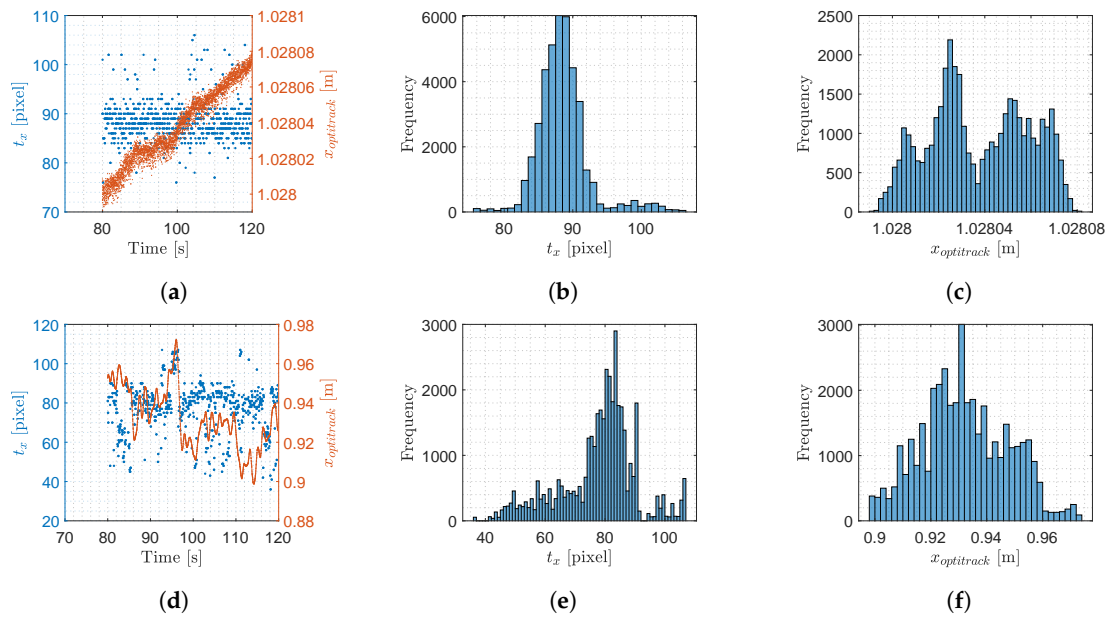 110
100
90
80
70
t_x [pixel]
80 100 120
Time [s]
1.0281
1.02808
1.02806
1.02804
1.02802
1.028
1.0279
x_optitrack [m]
(a)
6000
4000
2000
0
Frequency
80 90 100
t_x [pixel]
(b)
2500
2000
1500
1000
500
0
Frequency
1.028 1.02804 1.02808
x_optitrack [m]
(c)
120
100
80
60
40
20
t_x [pixel]
70 80 90 100 110 120
Time [s]
0.98
0.96
0.94
0.92
0.9
0.88
x_optitrack [m]
(d)
3000
2000
1000
0
Frequency
40 60 80 100
t_x [pixel]
(e)
3000
2000
1000
0
Frequency
0.9 0.92 0.94 0.96
x_optitrack [m]
(f)